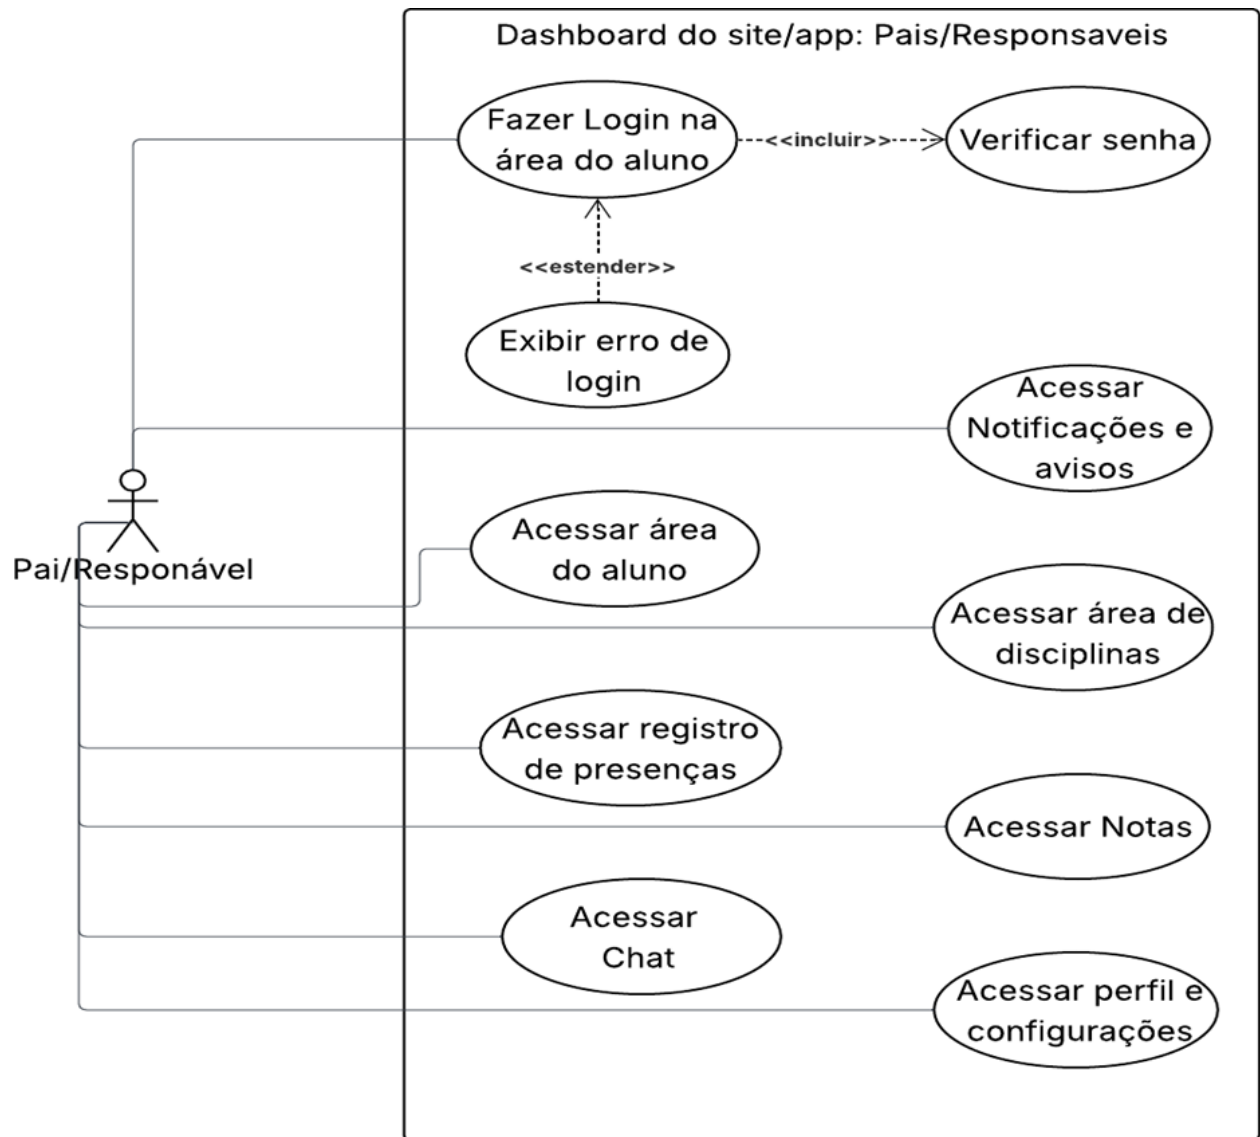 Dashboard do site/app: Pais/Responsaveis
Fazer Login na
área do aluno
<<incluir>>
Verificar senha
<<estender>>
Exibir erro de
login
Acessar
Notificações e
avisos
Pai/Responável
Acessar área
do aluno
Acessar área de
disciplinas
Acessar registro
de presenças
Acessar Notas
Acessar
Chat
Acessar perfil e
configurações